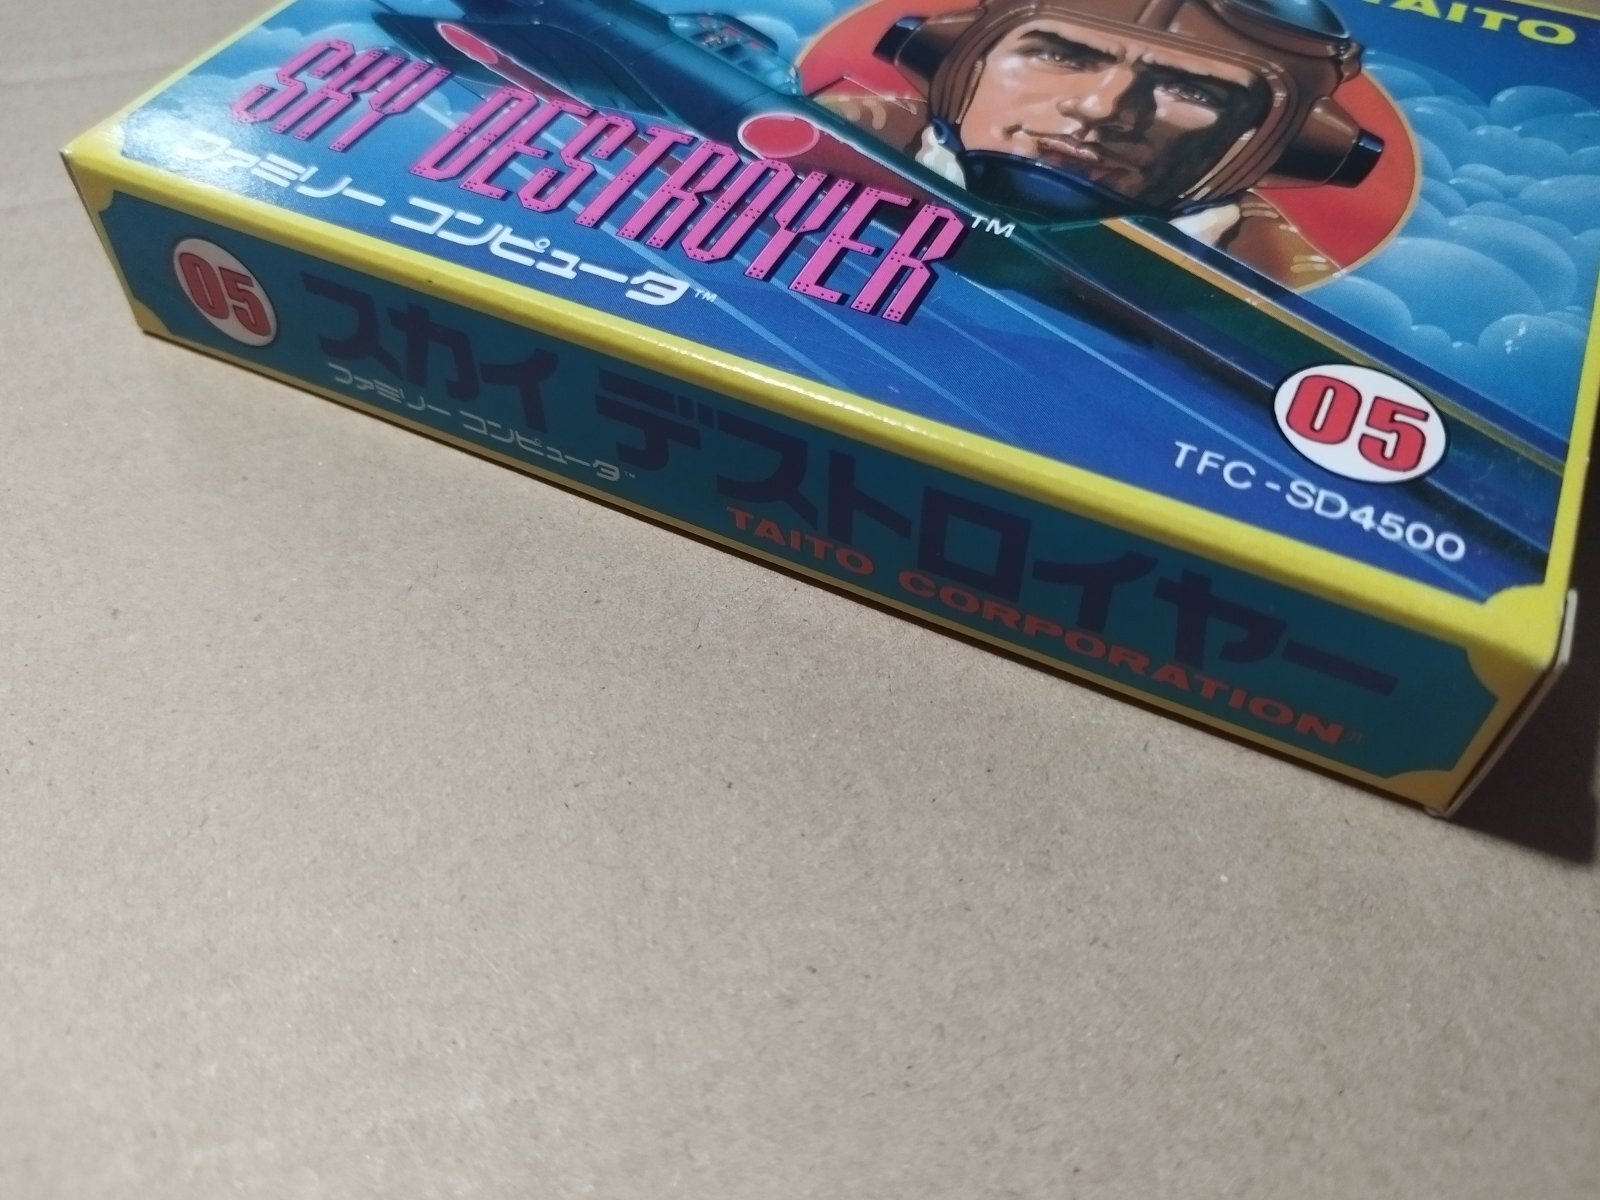 TAITO
SKY DESTROYER™
ファミリー コンピュータ™
05
TFC-SD4500
05
スカイ デストロイヤー
ファミリー コンピュータ™
TAITO CORPORATION